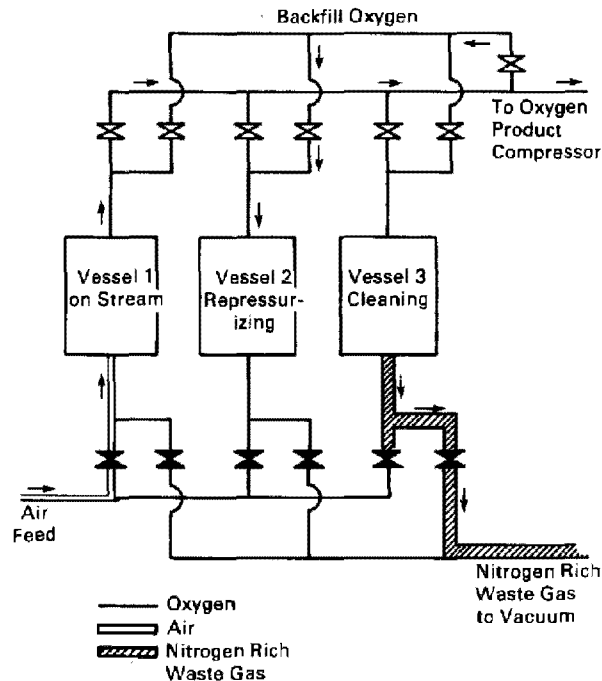 Backfill Oxygen
To Oxygen
Product
Compressor
Vessel 1
on Stream
Vessel 2
Repressur-
izing
Vessel 3
Cleaning
Air
Feed
Nitrogen Rich
Waste Gas
to Vacuum
Oxygen
Air
Nitrogen Rich
Waste Gas